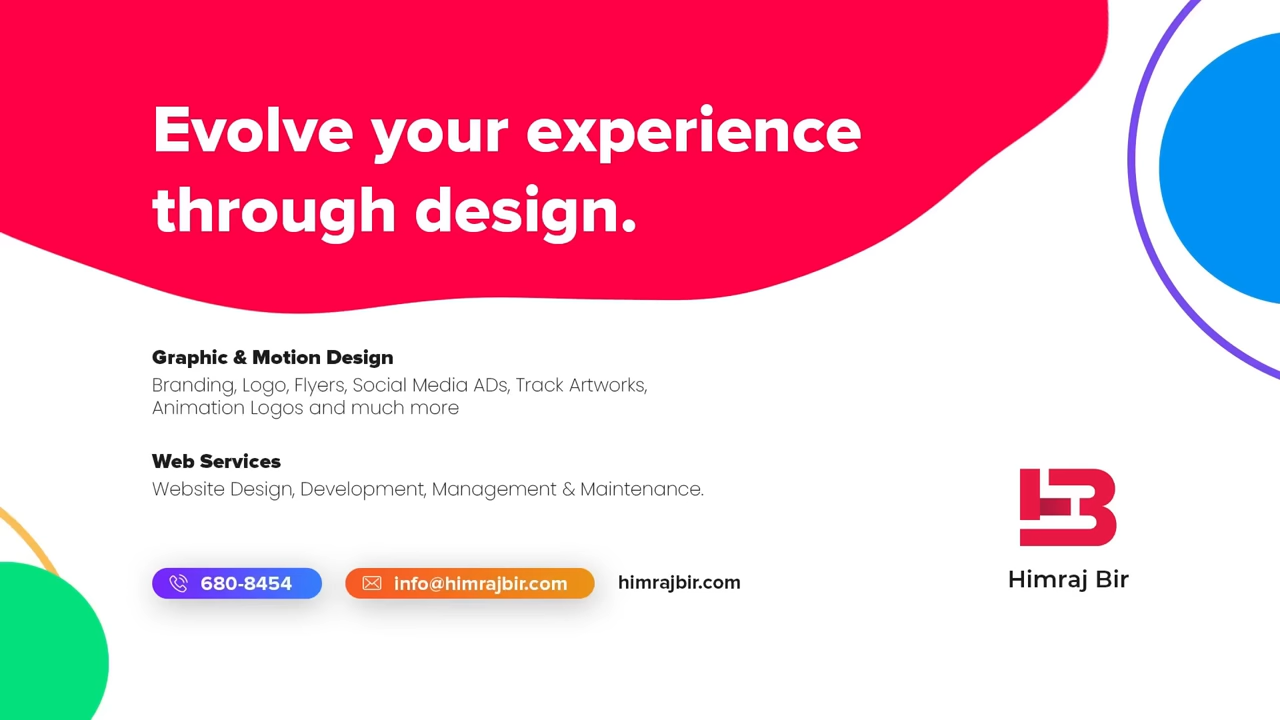 Evolve your experience
through design.
Graphic & Motion Design
Branding, Logo, Flyers, Social Media ADs, Track Artworks,
Animation Logos and much more
Web Services
Website Design, Development, Management & Maintenance.
680-8454
info@himrajbir.com
himrajbir.com
Himraj Bir